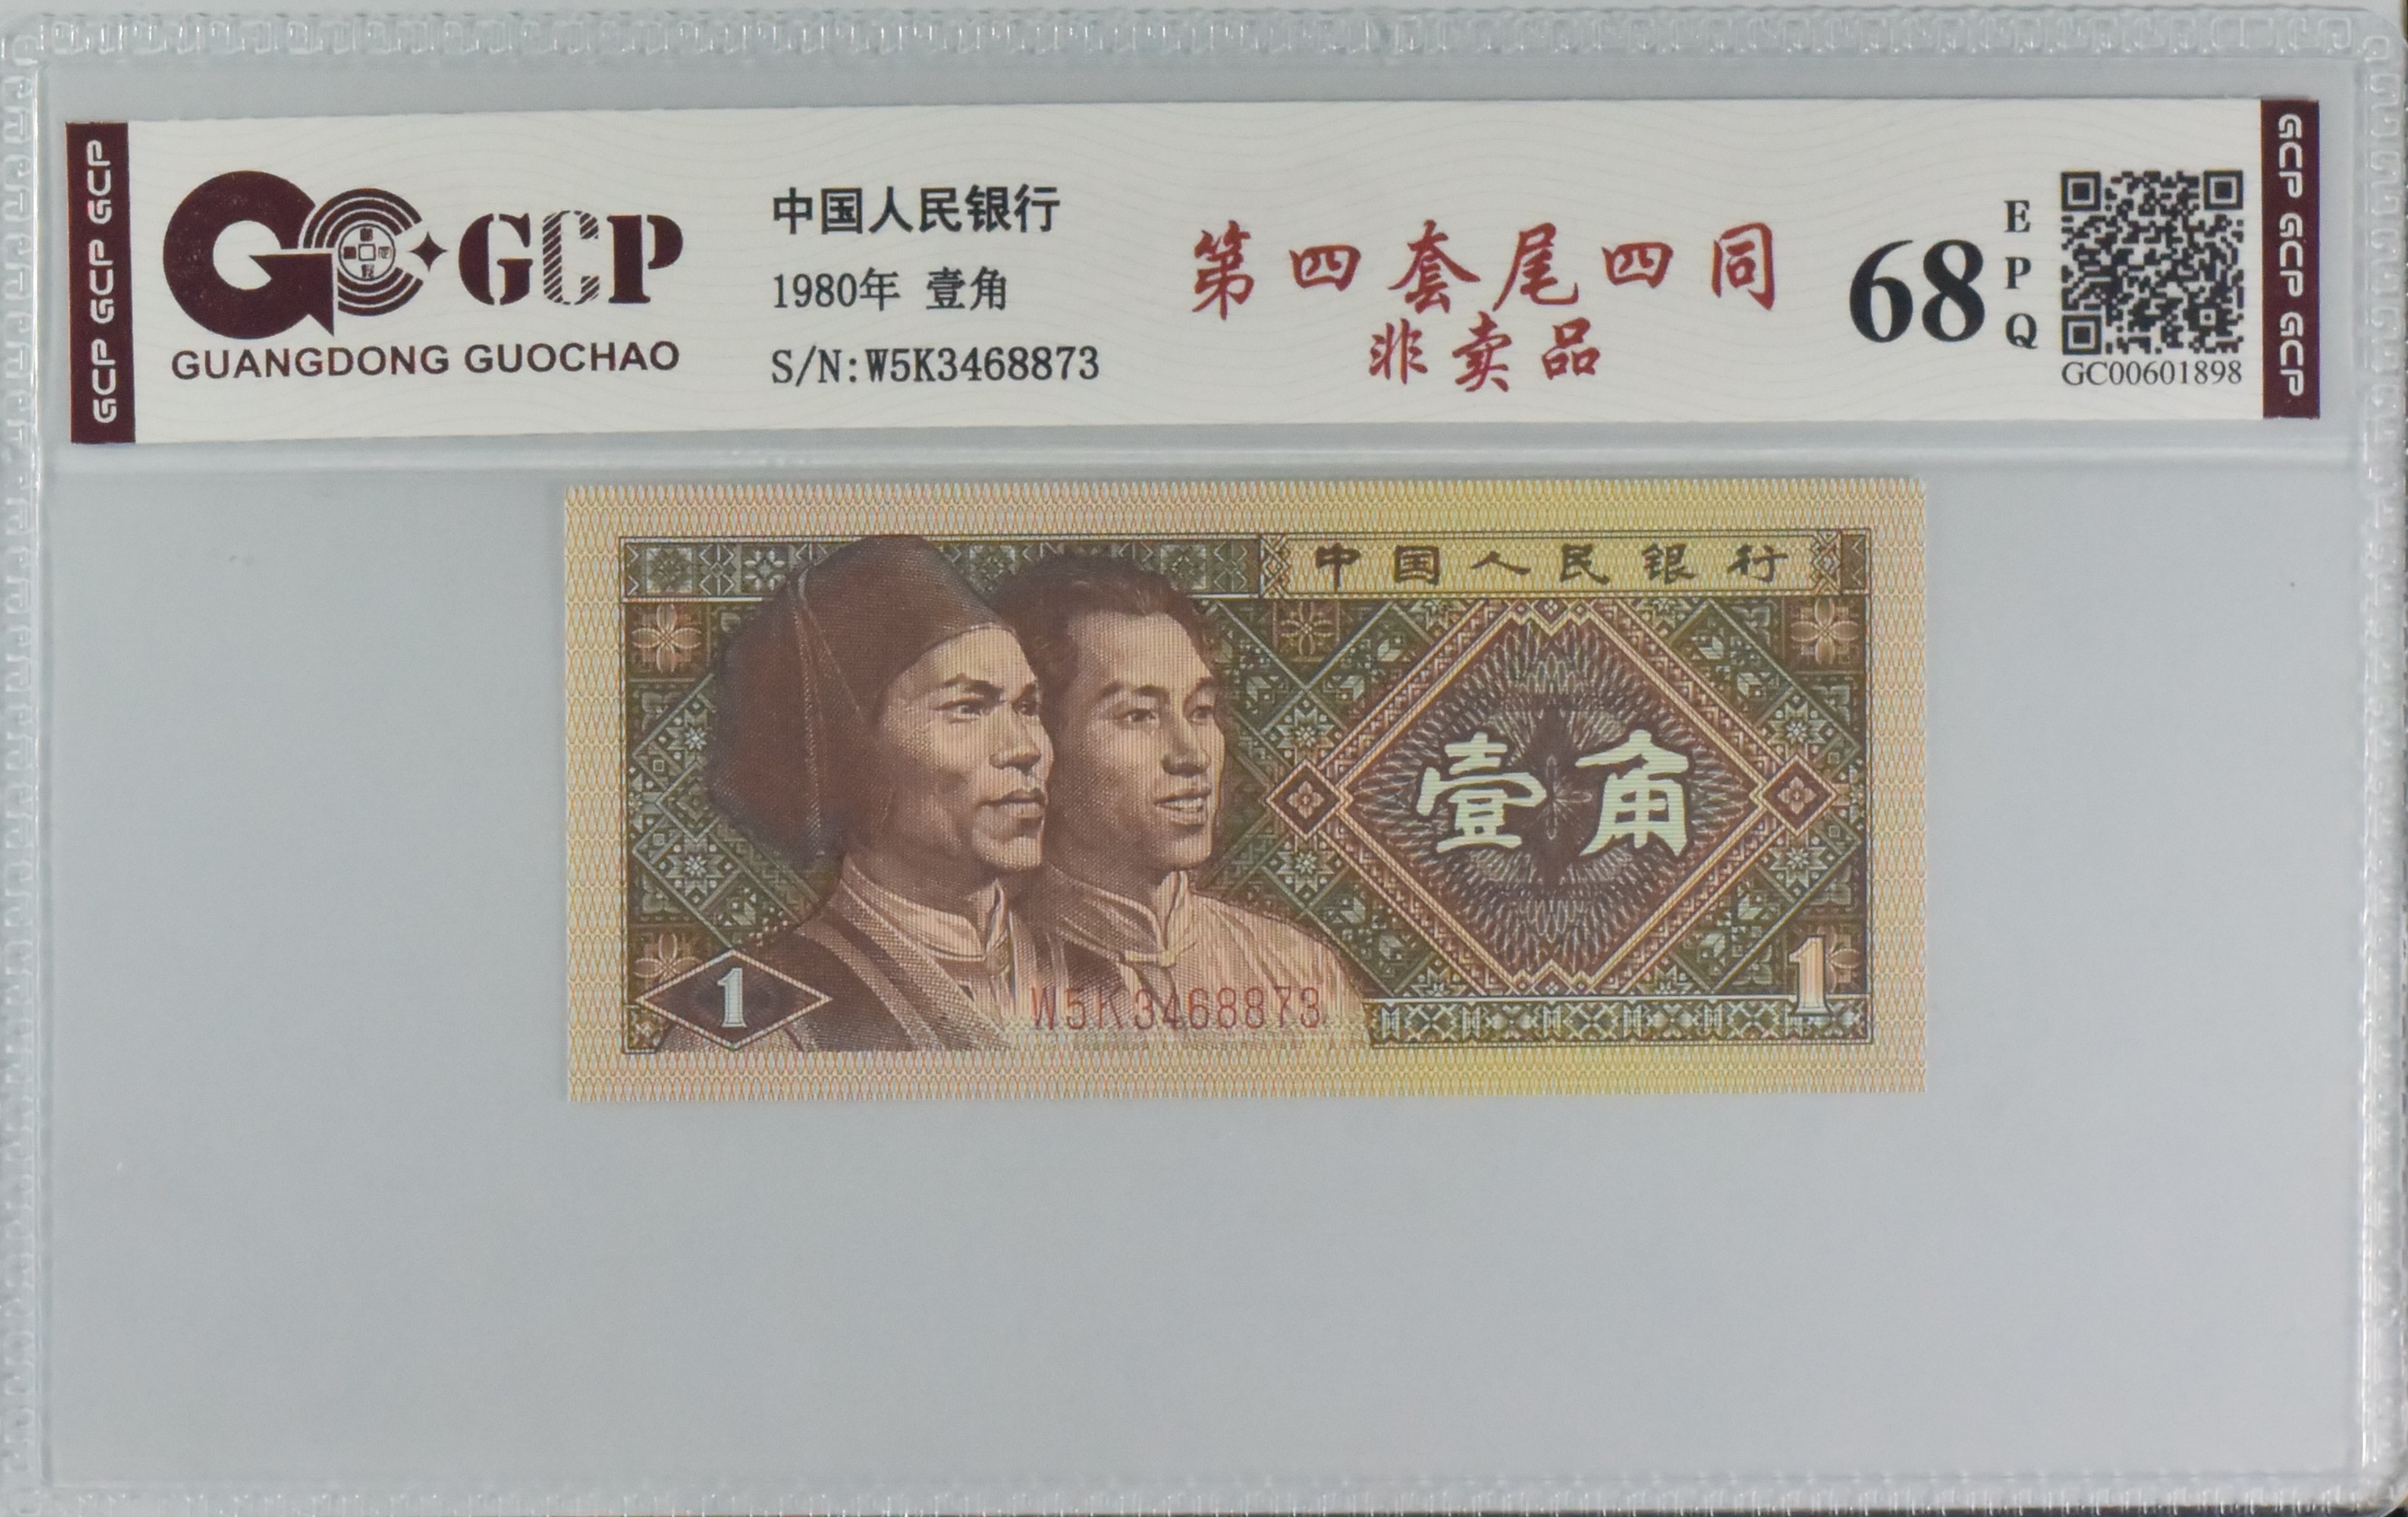 GCP GCP GCP
GCP
GUANGDONG GUOCHAO
中国人民银行
1980年 壹角
S/N:W5K3468873
第四套尾四同
非卖品
68
EPQ
GC00601898
GCP GCP GCP
中国人民银行
壹角
1
W5K3468873
1